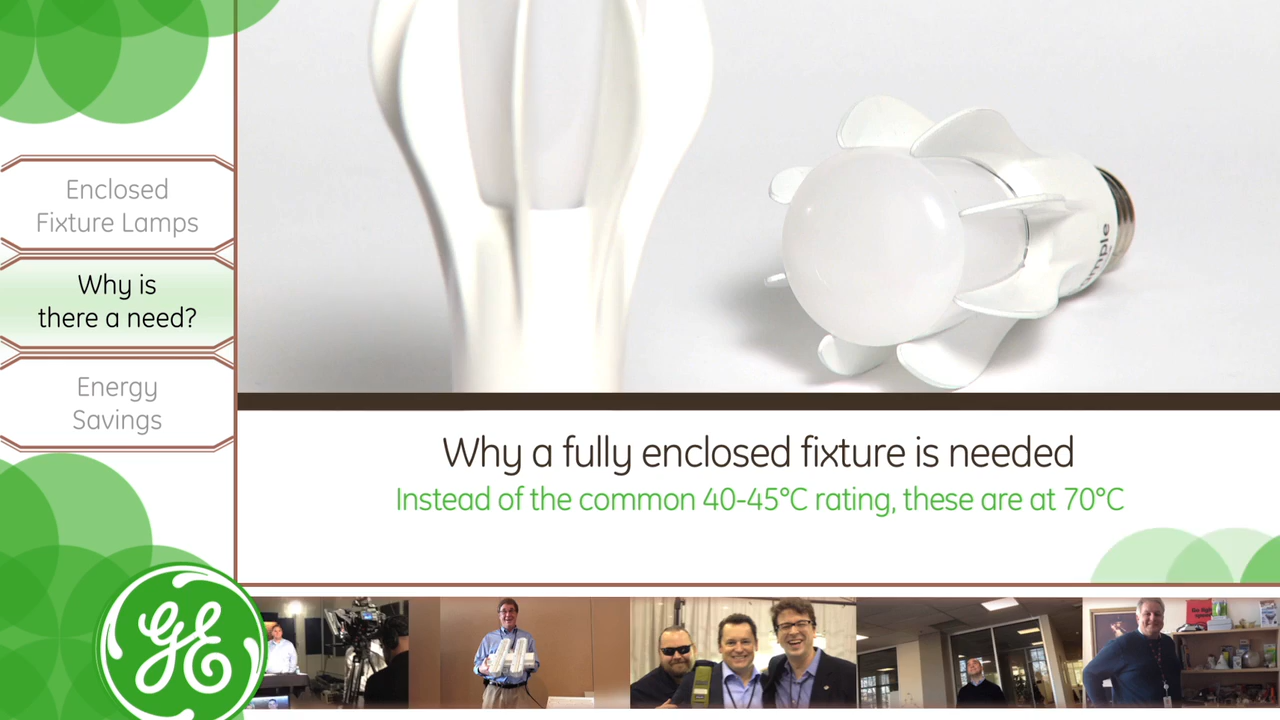 Enclosed
Fixture Lamps
Why is
there a need?
Energy
Savings
Why a fully enclosed fixture is needed
Instead of the common 40-45°C rating, these are at 70°C
GE